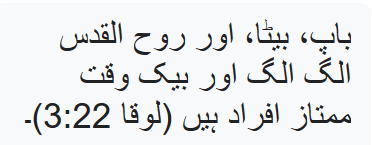 باپ، بیٹا، اور روح القدس
الگ الگ اور بیک وقت
ممتاز افراد ہیں (لوقا 3:22)۔